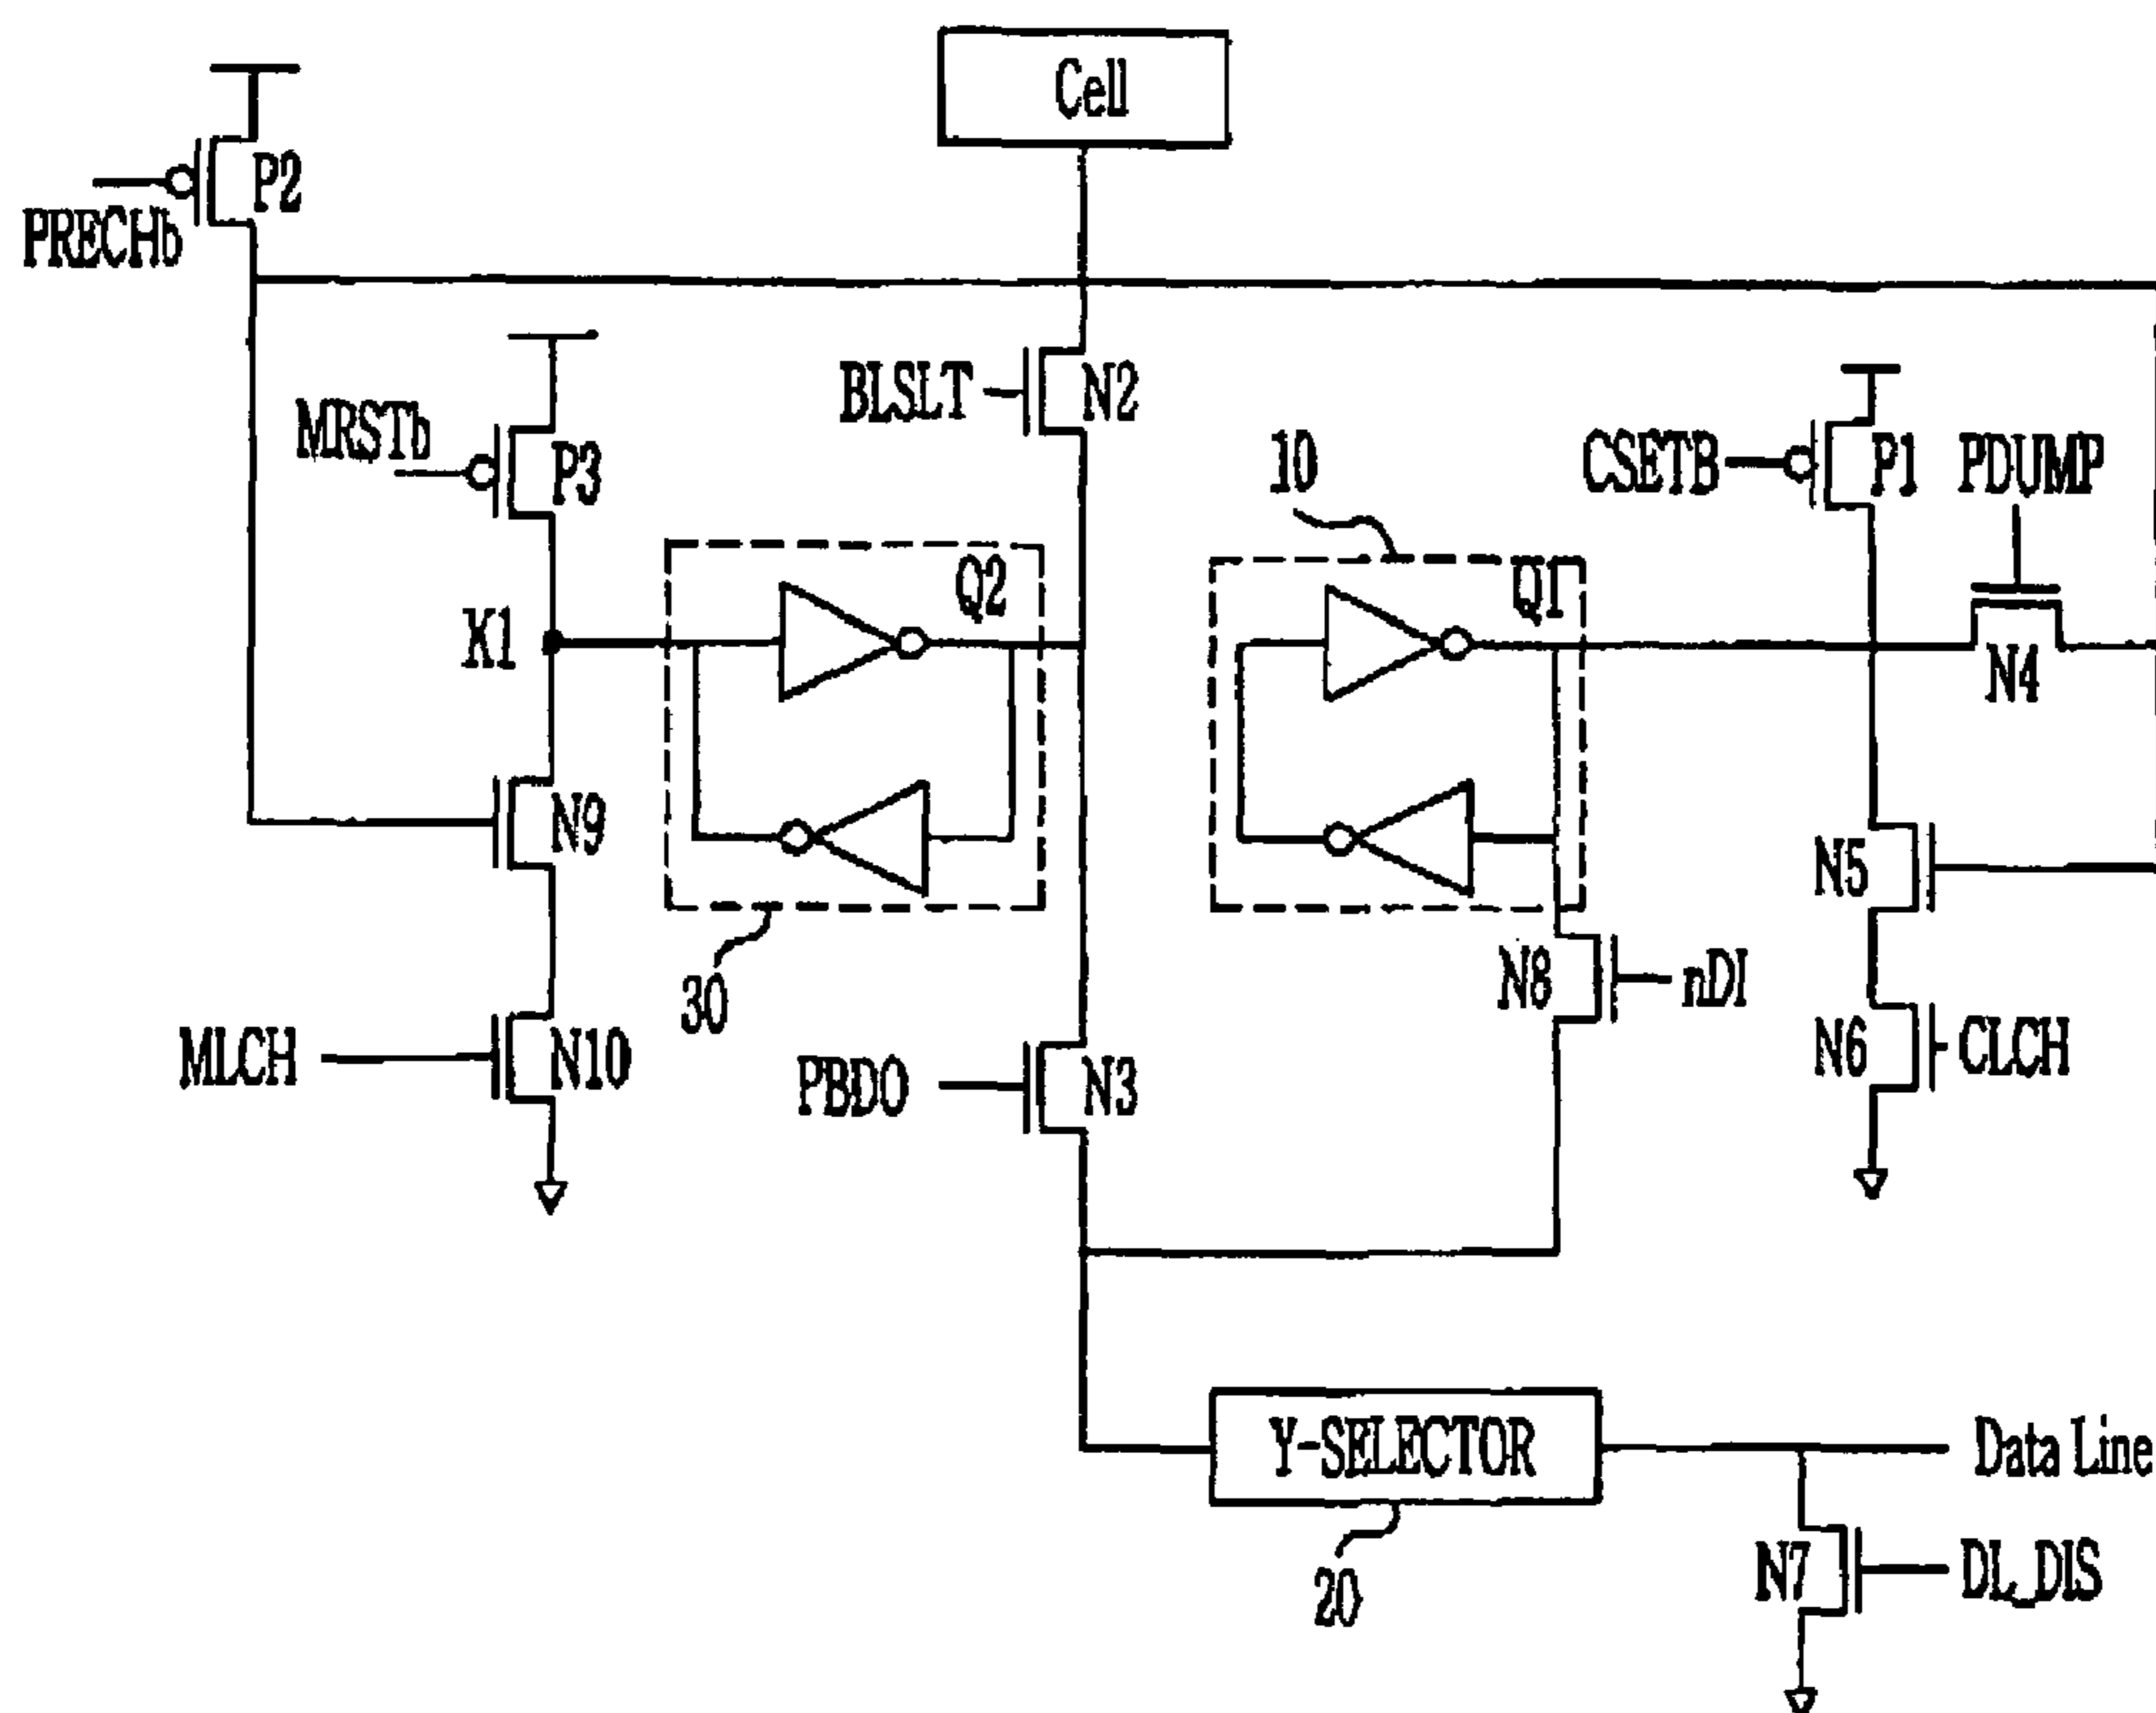 Cell
P2
PRECHb
BLSLT
N2
MRSTb
P3
10
CSETB
P1
PDUMP
Q2
Q1
K1
N4
N9
N5
30
N8
nDI
MLCH
N10
PBDO
N3
N6
CLCH
Y-SELECTOR
Data Line
20
N7
DL_DIS